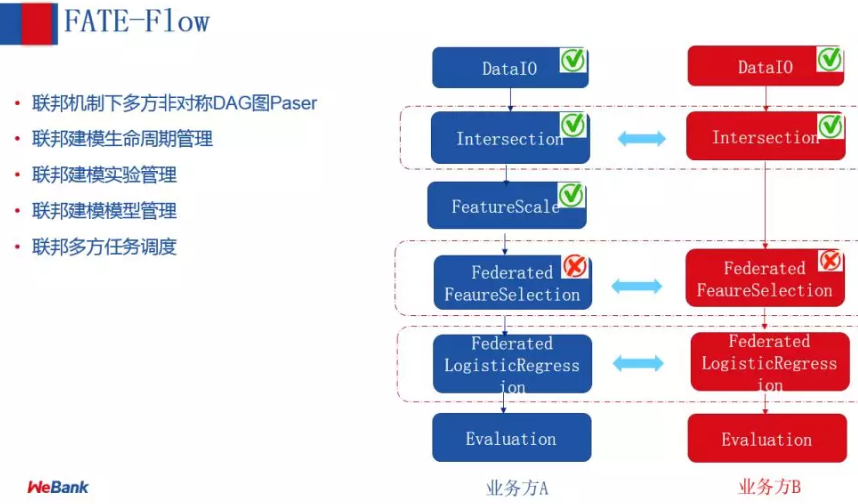 FATE-Flow
联邦机制下多方非对称DAG图Paser
联邦建模生命周期管理
联邦建模实验管理
联邦建模模型管理
联邦多方任务调度
DataIO
DataIO
Intersection
Intersection
FeatureScale
Federated
FeaureSelection
Federated
FeaureSelection
Federated
LogisticRegress
ion
Federated
LogisticRegress
ion
Evaluation
Evaluation
业务方A
业务方B
WeBank